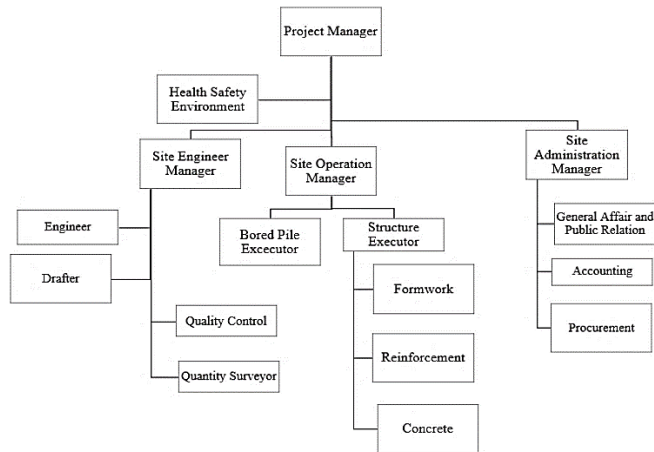 Project Manager
Health Safety
Environment
Site Engineer
Manager
Site Operation
Manager
Site
Administration
Manager
Engineer
Drafter
Quality Control
Quantity Surveyor
Bored Pile
Excecutor
Structure
Executor
Formwork
Reinforcement
Concrete
General Affair and
Public Relation
Accounting
Procurement